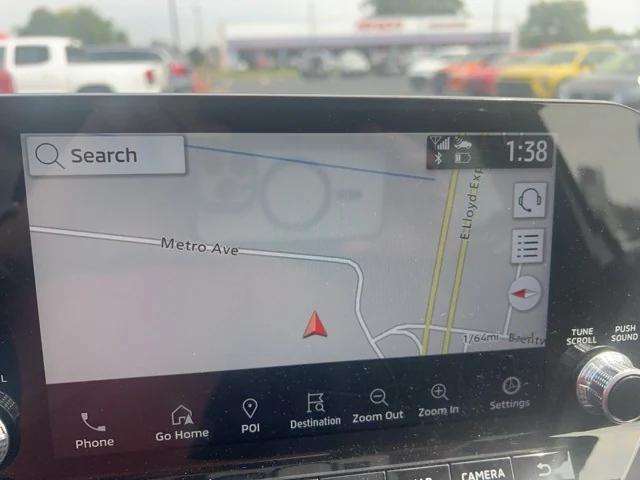 Search
1:38
E Lloyd Exp
Metro Ave
1/64mi
Phone
Go Home
POI
Destination
Zoom Out
Zoom In
Settings
TUNE
SCROLL
PUSH
SOUND
CAMERA